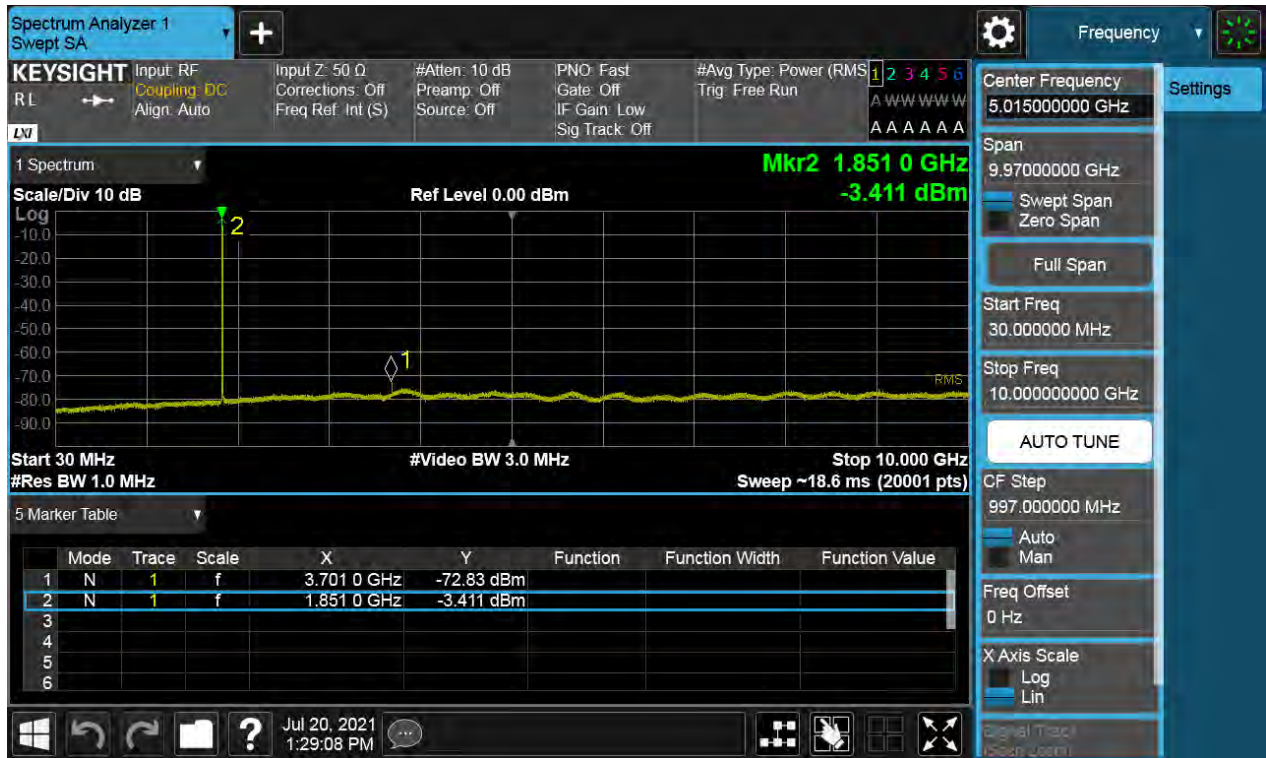 Spectrum Analyzer 1
Swept SA
+
Frequency
KEYSIGHT
RL
LXI
Input: RF
Coupling: DC
Align: Auto
Input Z: 50 Ω
Corrections: Off
Freq Ref: Int (S)
#Atten: 10 dB
Preamp: Off
Source: Off
PNO: Fast
Gate: Off
IF Gain: Low
Sig Track: Off
#Avg Type: Power (RMS
Trig: Free Run
1 2 3 4 5 6
A W W W W W
A A A A A A
1 Spectrum
Scale/Div 10 dB
Ref Level 0.00 dBm
Mkr2 1.851 0 GHz
-3.411 dBm
Log
-10.0
-20.0
-30.0
-40.0
-50.0
-60.0
-70.0
-80.0
-90.0
2
1
RMS
Start 30 MHz
#Video BW 3.0 MHz
Stop 10.000 GHz
#Res BW 1.0 MHz
Sweep ~18.6 ms (20001 pts)
5 Marker Table
Mode Trace Scale X Y Function Function Width Function Value
1 N 1 f 3.701 0 GHz -72.83 dBm
2 N 1 f 1.851 0 GHz -3.411 dBm
3
4
5
6
?
Jul 20, 2021
1:29:08 PM
Center Frequency
5.015000000 GHz
Settings
Span
9.97000000 GHz
Swept Span
Zero Span
Full Span
Start Freq
30.000000 MHz
Stop Freq
10.000000000 GHz
AUTO TUNE
CF Step
997.000000 MHz
Auto
Man
Freq Offset
0 Hz
X Axis Scale
Log
Lin
Signal Track
(Span Zoom)